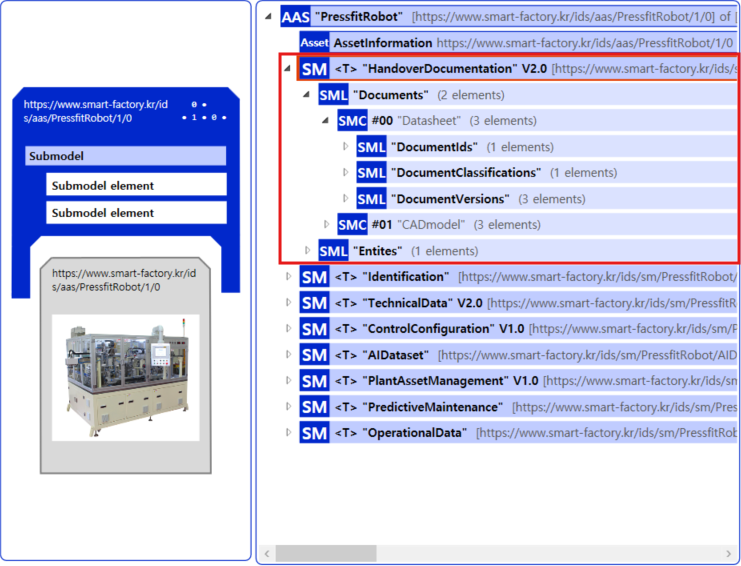 https://www.smart-factory.kr/id
s/aas/PressfitRobot/1/0
0
1 0
Submodel
Submodel element
Submodel element
https://www.smart-factory.kr/id
s/aas/PressfitRobot/1/0
AAS "PressfitRobot" [https://www.smart-factory.kr/ids/aas/PressfitRobot/1/0] of [
Asset AssetInformation https://www.smart-factory.kr/ids/aas/PressfitRobot/1/0
SM <T> "HandoverDocumentation" V2.0 [https://www.smart-factory.kr/ids/s
SML "Documents" (2 elements)
SMC #00 "Datasheet" (3 elements)
SML "DocumentIds" (1 elements)
SML "DocumentClassifications" (1 elements)
SML "DocumentVersions" (3 elements)
SMC #01 "CADmodel" (3 elements)
SML "Entites" (1 elements)
SM <T> "Identification" [https://www.smart-factory.kr/ids/sm/PressfitRobot/
SM <T> "TechnicalData" V2.0 [https://www.smart-factory.kr/ids/sm/PressfitR
SM <T> "ControlConfiguration" V1.0 [https://www.smart-factory.kr/ids/sm/P
SM <T> "AIDataset" [https://www.smart-factory.kr/ids/sm/PressfitRobot/AID
SM <T> "PlantAssetManagement" V1.0 [https://www.smart-factory.kr/ids/sm
SM <T> "PredictiveMaintenance" [https://www.smart-factory.kr/ids/sm/Pres
SM <T> "OperationalData" [https://www.smart-factory.kr/ids/sm/PressfitRob